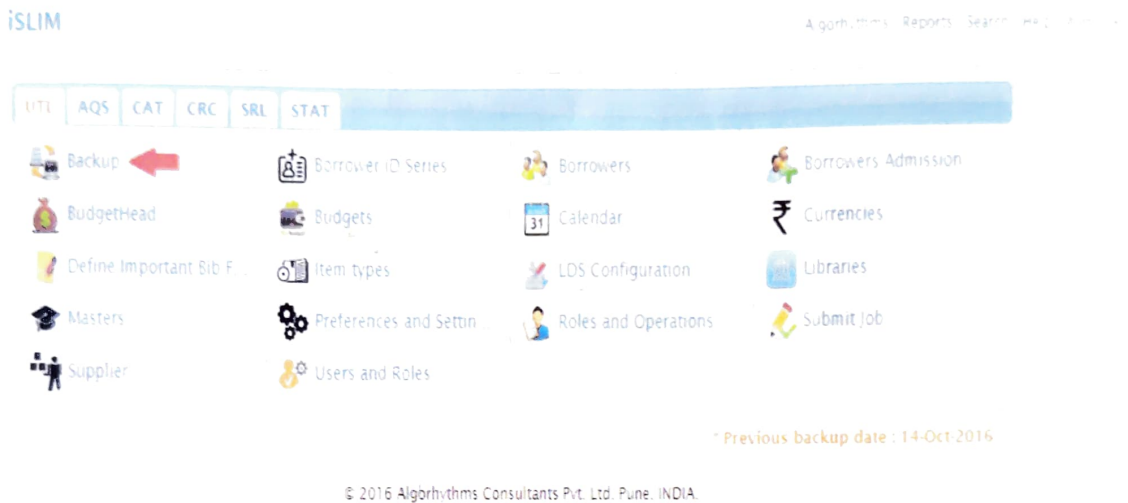 iSLIM
Algorhythms Reports Search Help
UTL AQS CAT CRC SRL STAT
Backup Borrower ID Series Borrowers Borrowers Admission
BudgetHead Budgets Calendar Currencies
Define Important Bib F... Item types LDS Configuration Libraries
Masters Preferences and Settin... Roles and Operations Submit Job
Supplier Users and Roles
* Previous backup date : 14-Oct-2016
© 2016 Algorhythms Consultants Pvt. Ltd. Pune. INDIA.